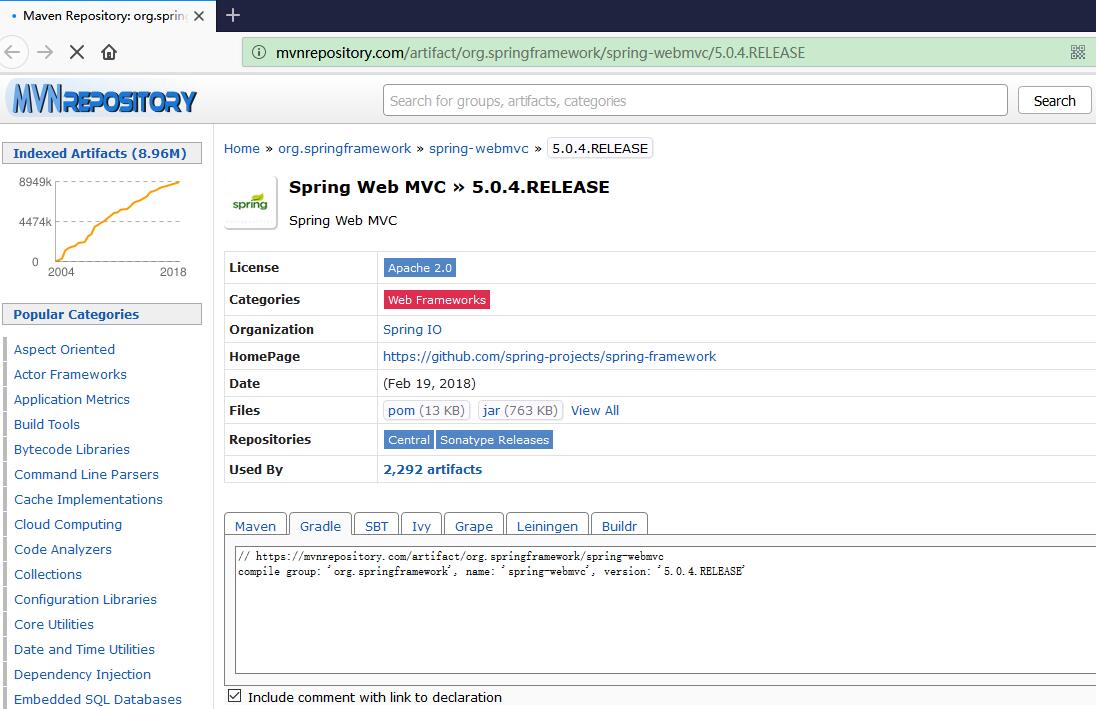 Maven Repository: org.sprin
mvnrepository.com/artifact/org.springframework/spring-webmvc/5.0.4.RELEASE
MVNREPOSITORY
Search for groups, artifacts, categories
Search
Indexed Artifacts (8.96M)
8949k
4474k
0
2004 2018
Popular Categories
Aspect Oriented
Actor Frameworks
Application Metrics
Build Tools
Bytecode Libraries
Command Line Parsers
Cache Implementations
Cloud Computing
Code Analyzers
Collections
Configuration Libraries
Core Utilities
Date and Time Utilities
Dependency Injection
Embedded SQL Databases
Home » org.springframework » spring-webmvc » 5.0.4.RELEASE
spring
Spring Web MVC » 5.0.4.RELEASE
Spring Web MVC
License Apache 2.0
Categories Web Frameworks
Organization Spring IO
HomePage https://github.com/spring-projects/spring-framework
Date (Feb 19, 2018)
Files pom (13 KB) jar (763 KB) View All
Repositories Central Sonatype Releases
Used By 2,292 artifacts
Maven Gradle SBT Ivy Grape Leiningen Buildr
// https://mvnrepository.com/artifact/org.springframework/spring-webmvc
compile group: 'org.springframework', name: 'spring-webmvc', version: '5.0.4.RELEASE'
Include comment with link to declaration